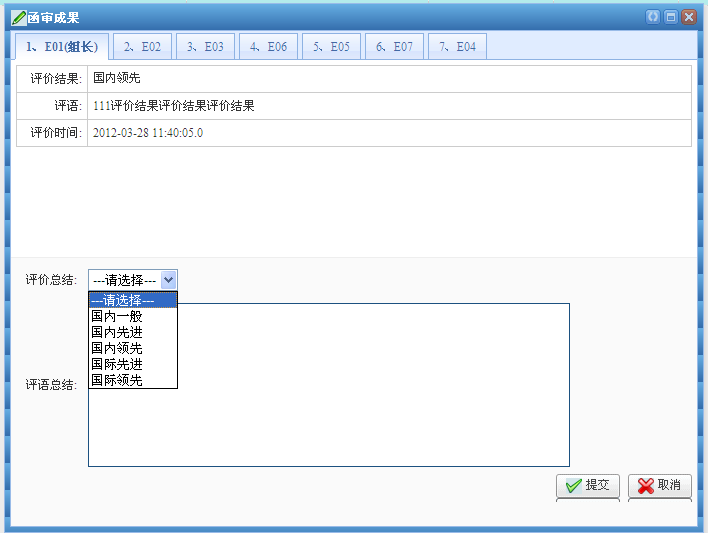 函审成果
1、E01(组长) 2、E02 3、E03 4、E06 5、E05 6、E07 7、E04
评价结果: 国内领先
评语: 111评价结果评价结果评价结果
评价时间: 2012-03-28 11:40:05.0
评价总结: ---请选择---
---请选择---
国内一般
国内先进
国内领先
国际先进
国际领先
评语总结:
提交 取消